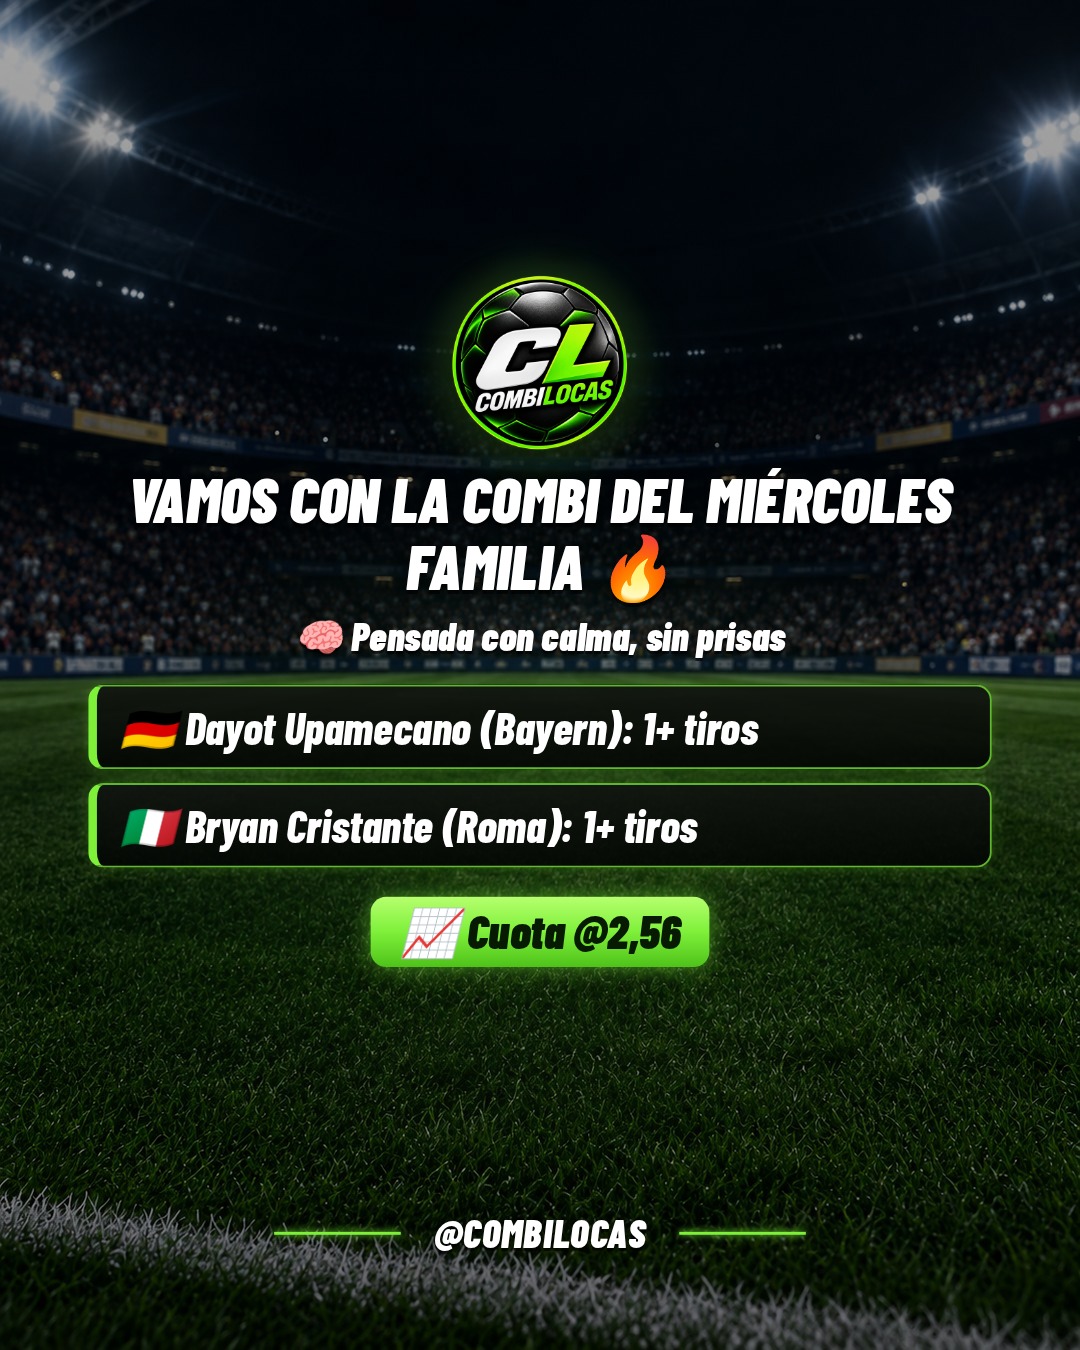 CL
COMBILOCAS
VAMOS CON LA COMBI DEL MIÉRCOLES
FAMILIA 🔥
🧠 Pensada con calma, sin prisas
🇩🇪 Dayot Upamecano (Bayern): 1+ tiros
🇮🇹 Bryan Cristante (Roma): 1+ tiros
📈 Cuota @2,56
@COMBILOCAS